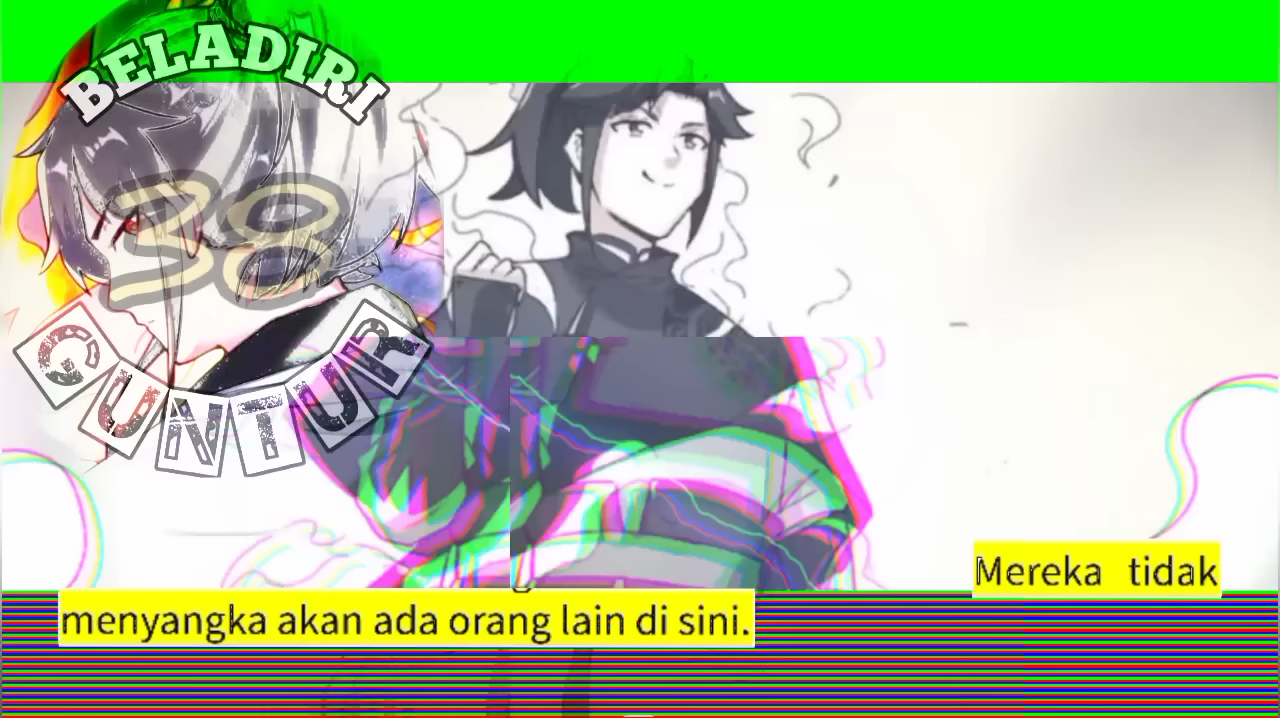 BELADIRI
38
GUNTUR
Mereka tidak
menyangka akan ada orang lain di sini.